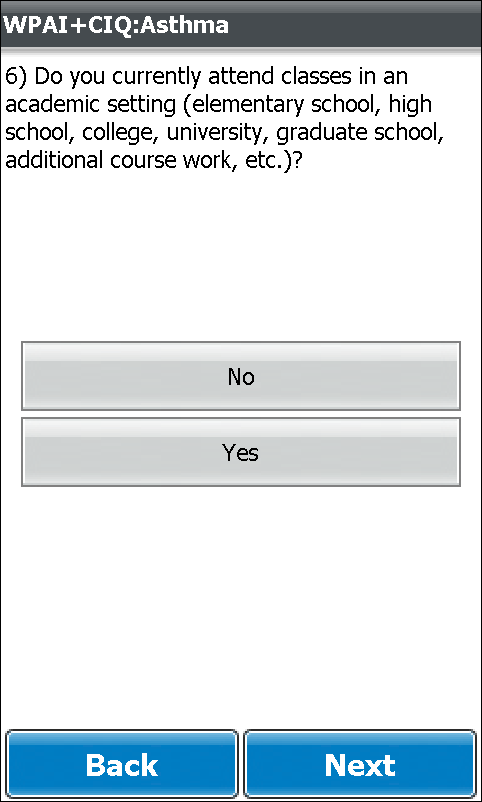 WPAI+CIQ:Asthma
6) Do you currently attend classes in an
academic setting (elementary school, high
school, college, university, graduate school,
additional course work, etc.)?
No
Yes
Back
Next